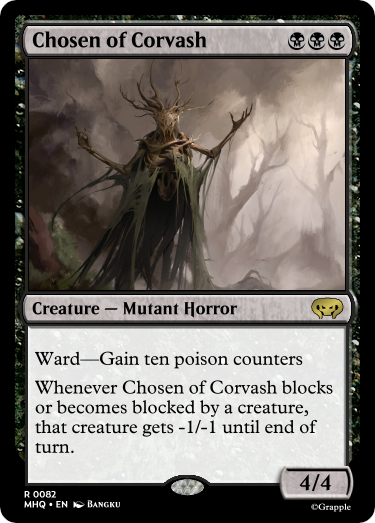 Chosen of Corvash
Creature — Mutant Horror
Ward—Gain ten poison counters
Whenever Chosen of Corvash blocks
or becomes blocked by a creature,
that creature gets -1/-1 until end of
turn.
4/4
R 0082
MHQ • EN Bangku
©Grapple